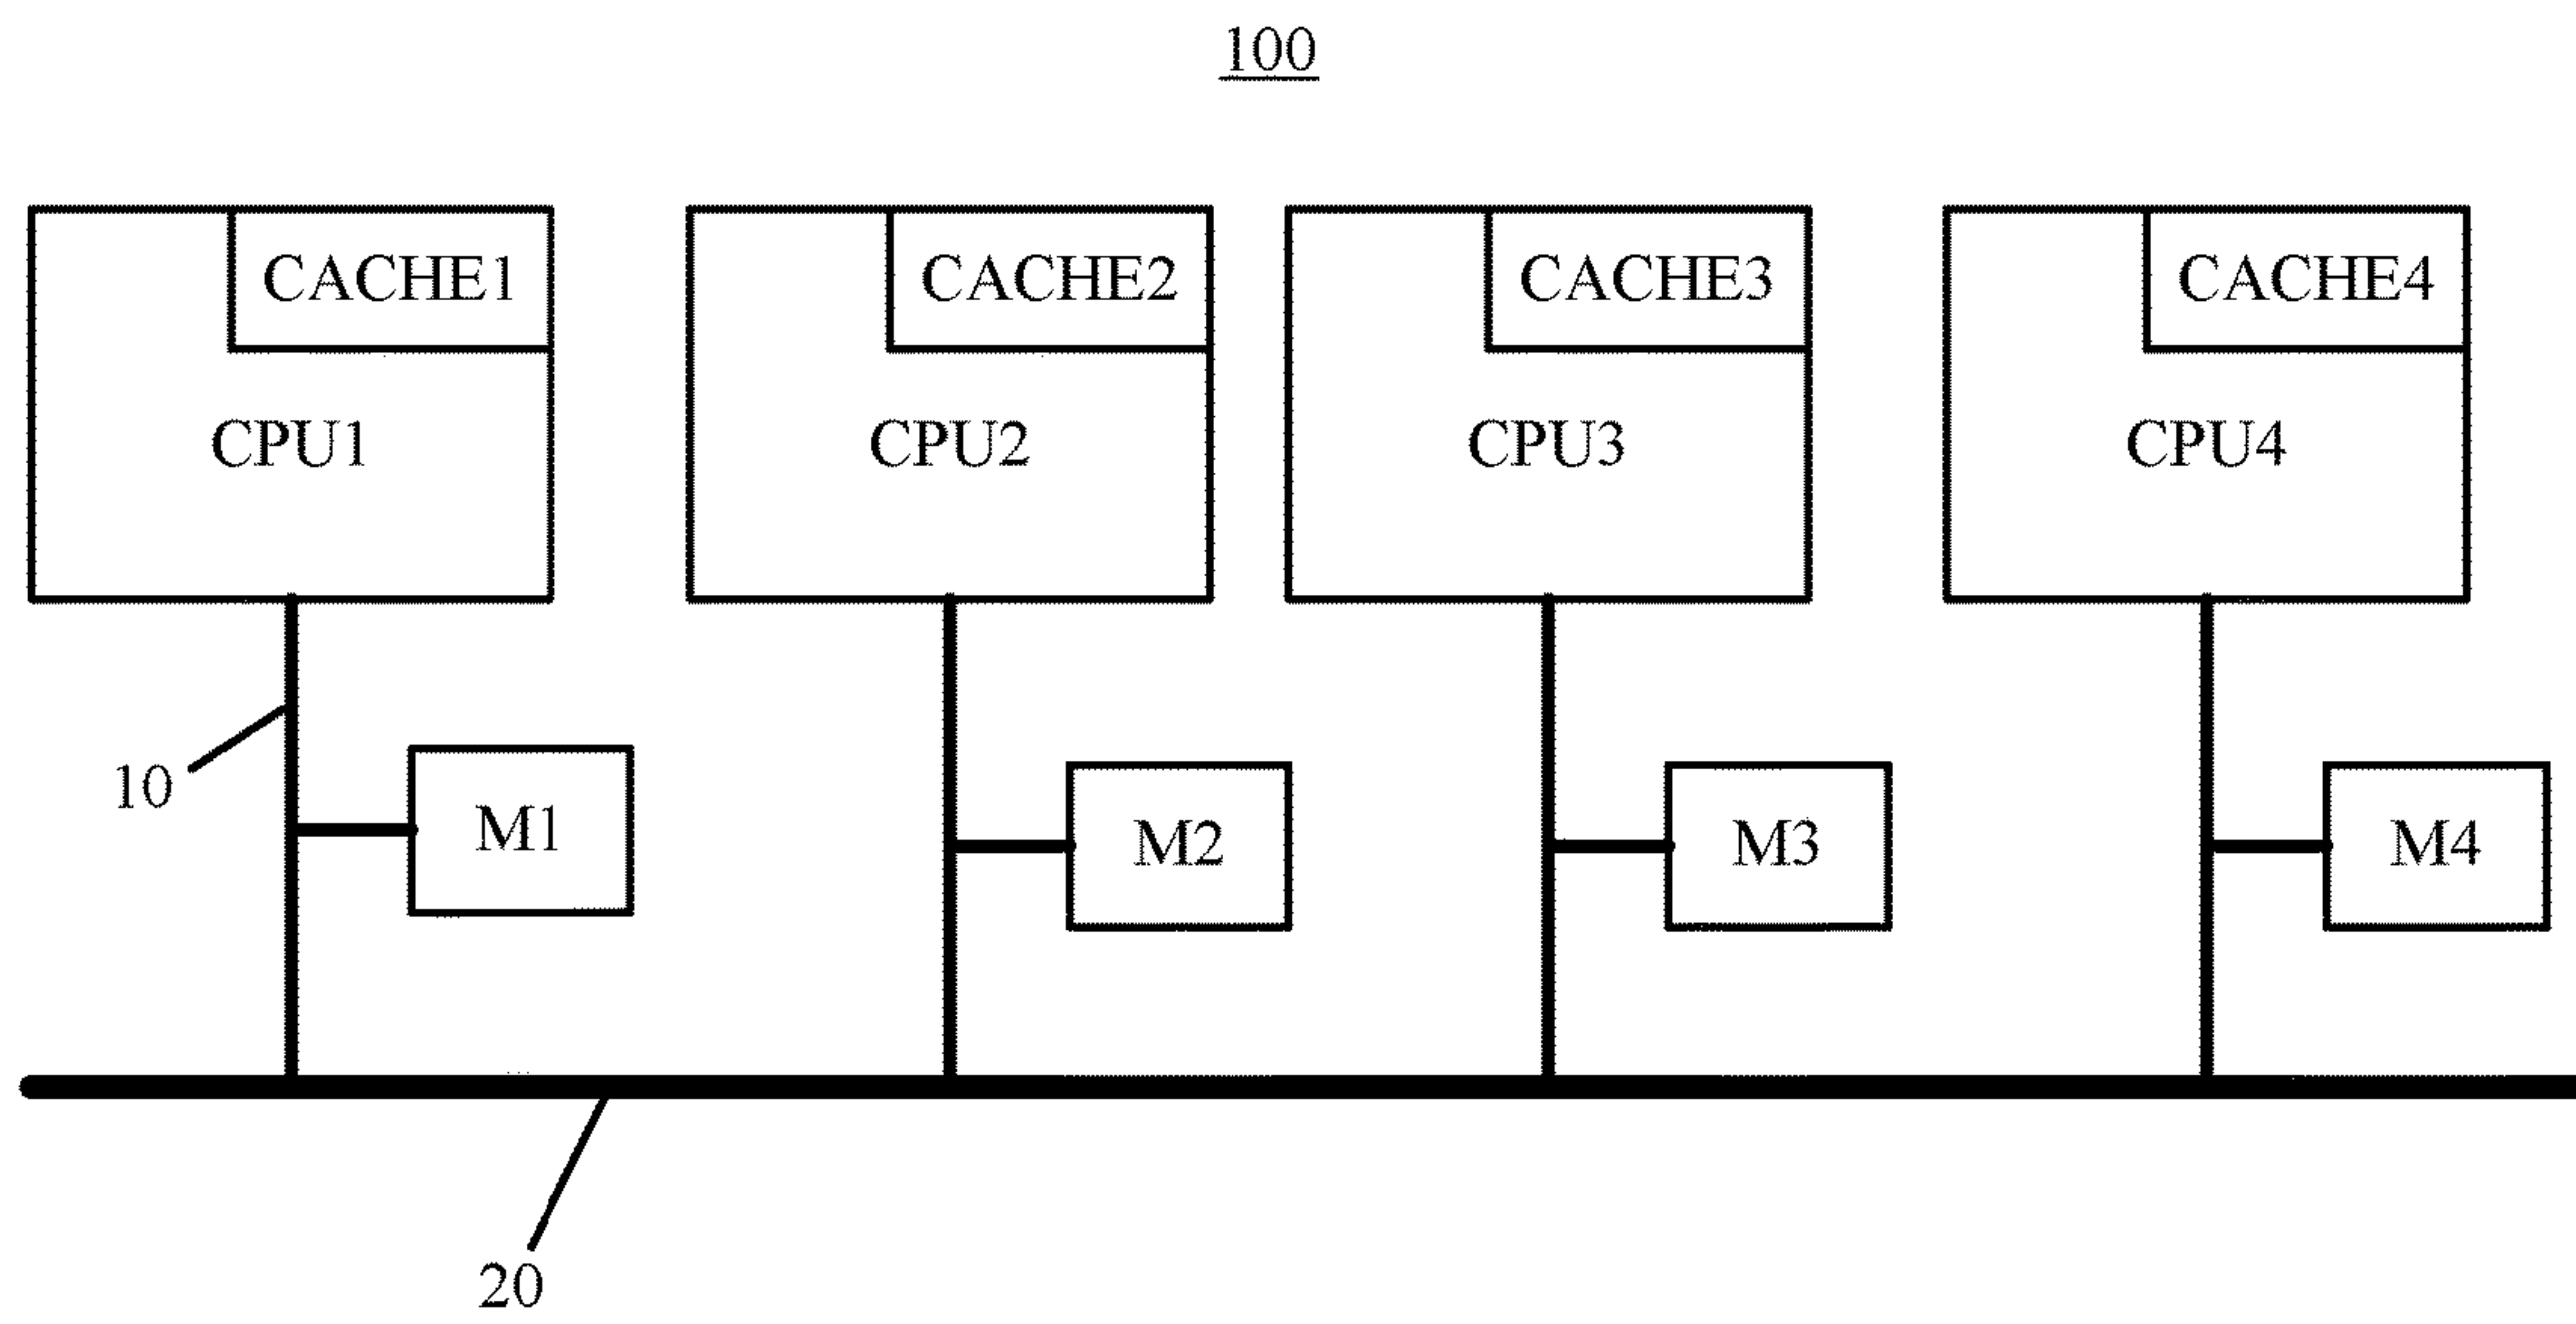 100
CACHE1 CACHE2 CACHE3 CACHE4
CPU1 CPU2 CPU3 CPU4
10
M1 M2 M3 M4
20